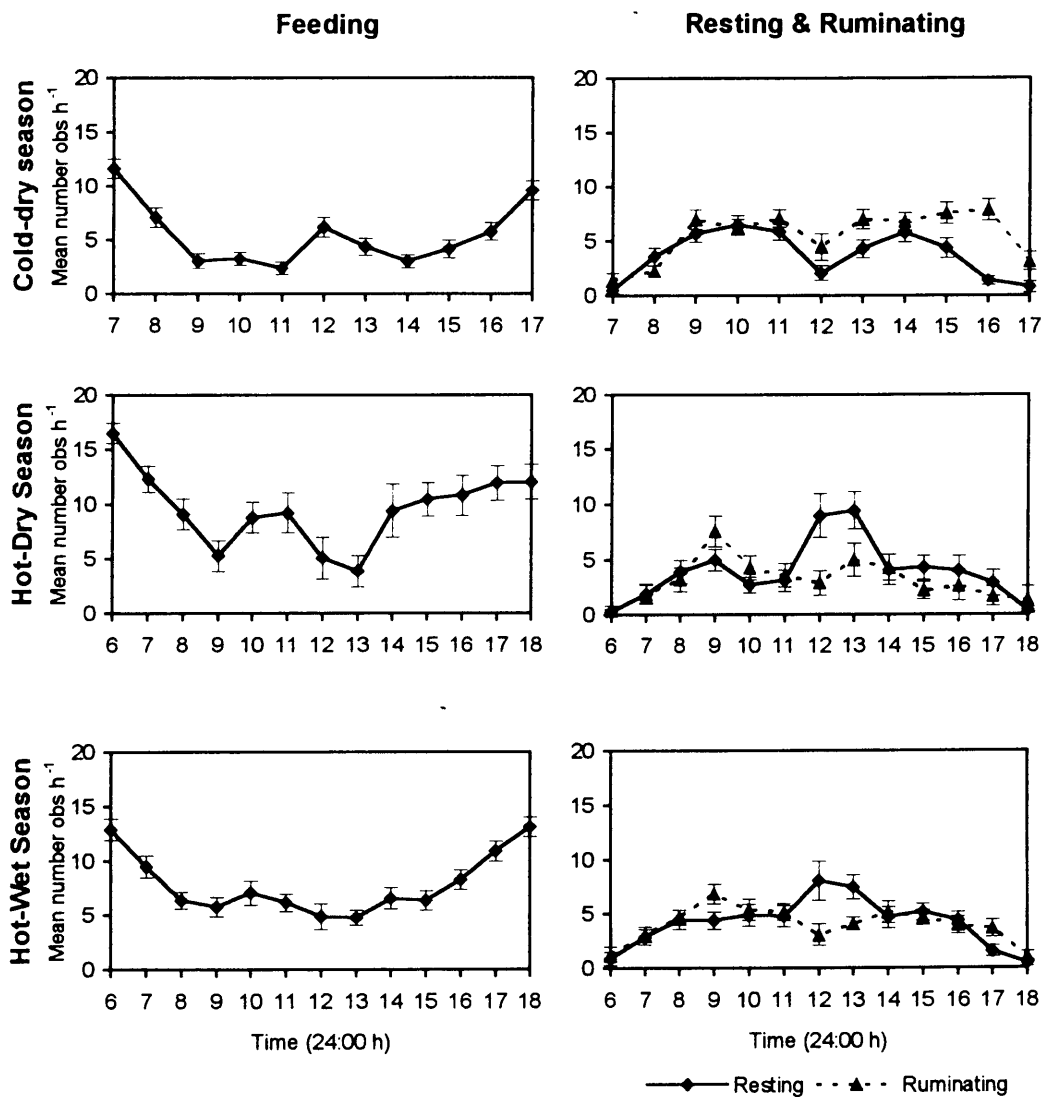 Feeding
Resting & Ruminating
Cold-dry season
Mean number obs h⁻¹
20
15
10
5
0
7 8 9 10 11 12 13 14 15 16 17
20
15
10
5
0
7 8 9 10 11 12 13 14 15 16 17
Hot-Dry Season
Mean number obs h⁻¹
20
15
10
5
0
6 7 8 9 10 11 12 13 14 15 16 17 18
20
15
10
5
0
6 7 8 9 10 11 12 13 14 15 16 17 18
Hot-Wet Season
Mean number obs h⁻¹
20
15
10
5
0
6 7 8 9 10 11 12 13 14 15 16 17 18
Time (24:00 h)
20
15
10
5
0
6 7 8 9 10 11 12 13 14 15 16 17 18
Time (24:00 h)
Resting Ruminating